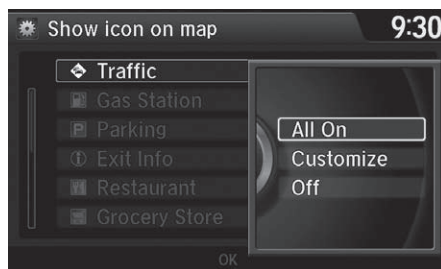 Show icon on map 9:30
Traffic
Gas Station
P Parking
Exit Info
Restaurant
Grocery Store
All On
Customize
Off
OK